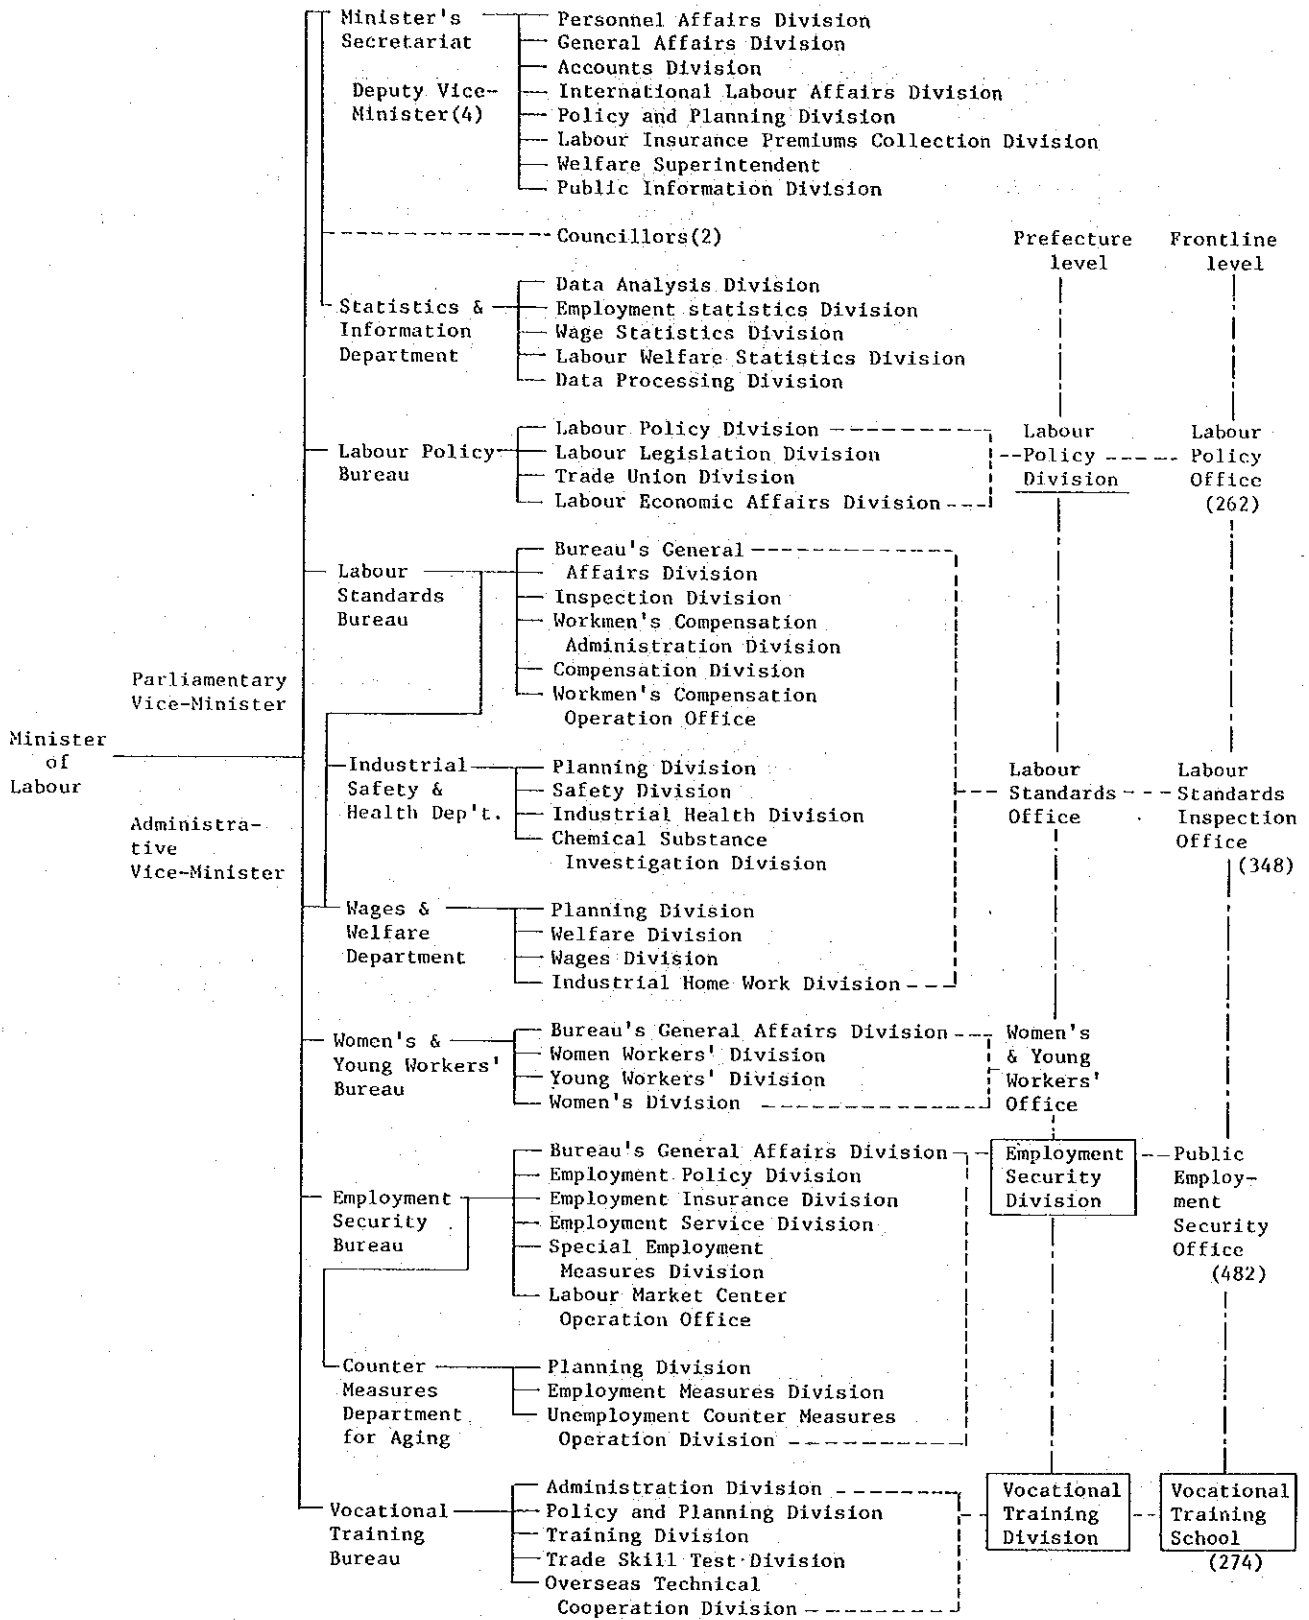 Minister's
Secretariat
Deputy Vice-
Minister(4)
Personnel Affairs Division
General Affairs Division
Accounts Division
International Labour Affairs Division
Policy and Planning Division
Labour Insurance Premiums Collection Division
Welfare Superintendent
Public Information Division
Councillors(2)
Prefecture
level
Frontline
level
Statistics &
Information
Department
Data Analysis Division
Employment statistics Division
Wage Statistics Division
Labour Welfare Statistics Division
Data Processing Division
Labour Policy
Bureau
Labour Policy Division
Labour Legislation Division
Trade Union Division
Labour Economic Affairs Division
Labour
Policy
Division
Labour
Policy
Office
(262)
Labour
Standards
Bureau
Bureau's General
Affairs Division
Inspection Division
Workmen's Compensation
Administration Division
Compensation Division
Workmen's Compensation
Operation Office
Parliamentary
Vice-Minister
Minister
of
Labour
Administra-
tive
Vice-Minister
Industrial
Safety &
Health Dep't.
Planning Division
Safety Division
Industrial Health Division
Chemical Substance
Investigation Division
Labour
Standards
Office
Labour
Standards
Inspection
Office
(348)
Wages &
Welfare
Department
Planning Division
Welfare Division
Wages Division
Industrial Home Work Division
Women's &
Young Workers'
Bureau
Bureau's General Affairs Division
Women Workers' Division
Young Workers' Division
Women's Division
Women's
& Young
Workers'
Office
Employment
Security
Bureau
Bureau's General Affairs Division
Employment Policy Division
Employment Insurance Division
Employment Service Division
Special Employment
Measures Division
Labour Market Center
Operation Office
Employment
Security
Division
Public
Employ-
ment
Security
Office
(482)
Counter
Measures
Department
for Aging
Planning Division
Employment Measures Division
Unemployment Counter Measures
Operation Division
Vocational
Training
Bureau
Administration Division
Policy and Planning Division
Training Division
Trade Skill Test Division
Overseas Technical
Cooperation Division
Vocational
Training
Division
Vocational
Training
School
(274)